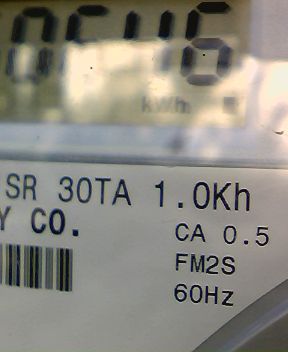 kWh
SR 30TA 1.0Kh
Y CO.
CA 0.5
FM2S
60Hz